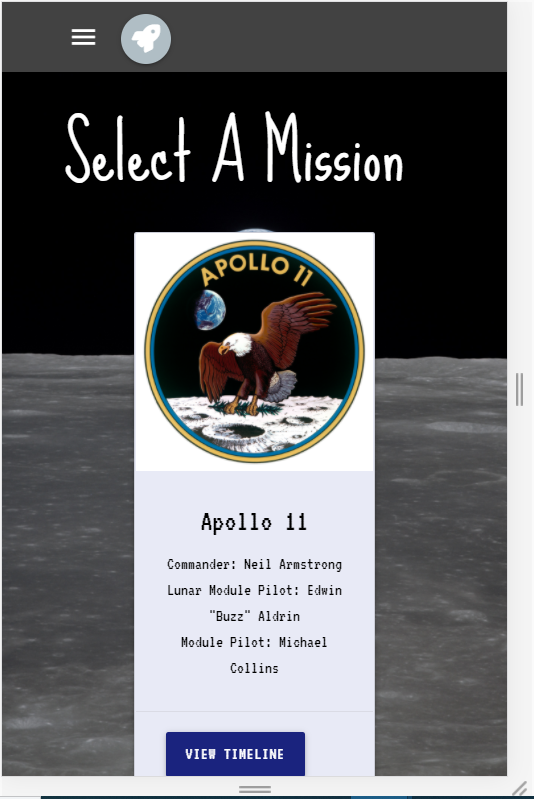 Select A Mission
APOLLO 11
Apollo 11
Commander: Neil Armstrong
Lunar Module Pilot: Edwin
"Buzz" Aldrin
Module Pilot: Michael
Collins
VIEW TIMELINE